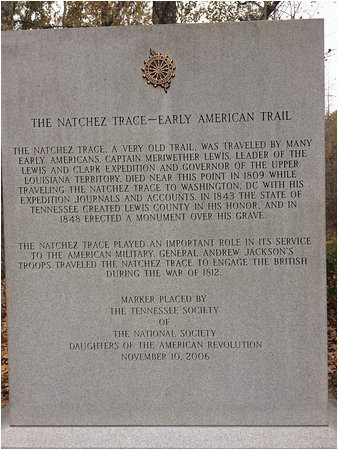 THE NATCHEZ TRACE—EARLY AMERICAN TRAIL
THE NATCHEZ TRACE, A VERY OLD TRAIL, WAS TRAVELED BY MANY
EARLY AMERICANS. CAPTAIN MERIWETHER LEWIS, LEADER OF THE
LEWIS AND CLARK EXPEDITION AND GOVERNOR OF THE UPPER
LOUISIANA TERRITORY, DIED NEAR THIS POINT IN 1809 WHILE
TRAVELING THE NATCHEZ TRACE TO WASHINGTON, DC WITH HIS
EXPEDITION JOURNALS AND ACCOUNTS. IN 1843 THE STATE OF
TENNESSEE CREATED LEWIS COUNTY IN HIS HONOR, AND IN
1848 ERECTED A MONUMENT OVER HIS GRAVE.
THE NATCHEZ TRACE PLAYED AN IMPORTANT ROLE IN ITS SERVICE
TO THE AMERICAN MILITARY. GENERAL ANDREW JACKSON'S
TROOPS TRAVELED THE NATCHEZ TRACE TO ENGAGE THE BRITISH
DURING THE WAR OF 1812.
MARKER PLACED BY
THE TENNESSEE SOCIETY
OF
THE NATIONAL SOCIETY
DAUGHTERS OF THE AMERICAN REVOLUTION
NOVEMBER 10, 2006